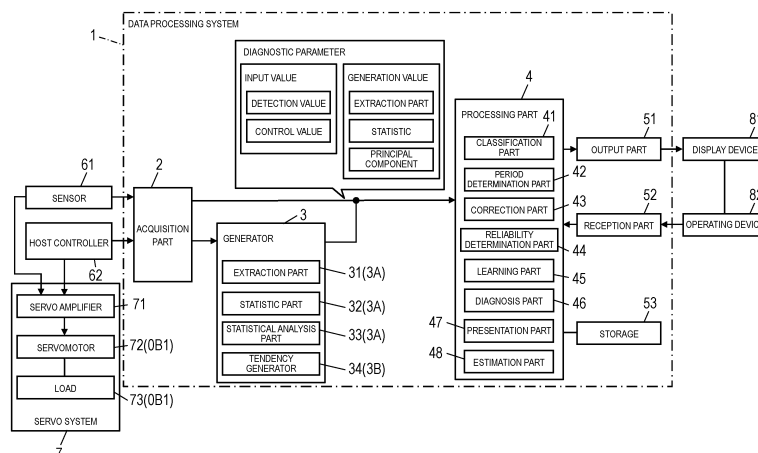 DATA PROCESSING SYSTEM
1
DIAGNOSTIC PARAMETER
INPUT VALUE
DETECTION VALUE
CONTROL VALUE
GENERATION VALUE
EXTRACTION PART
STATISTIC
PRINCIPAL
COMPONENT
4
PROCESSING PART
41
CLASSIFICATION
PART
PERIOD
DETERMINATION PART
42
CORRECTION PART
43
RELIABILITY
DETERMINATION PART
44
LEARNING PART
45
DIAGNOSIS PART
46
47
PRESENTATION PART
48
ESTIMATION PART
51
OUTPUT PART
81
DISPLAY DEVICE
52
RECEPTION PART
82
OPERATING DEVICE
53
STORAGE
61
SENSOR
2
ACQUISITION
PART
HOST CONTROLLER
62
3
GENERATOR
EXTRACTION PART
31(3A)
STATISTIC PART
32(3A)
STATISTICAL ANALYSIS
PART
33(3A)
TENDENCY
GENERATOR
34(3B)
SERVO AMPLIFIER
71
SERVOMOTOR
72(0B1)
LOAD
73(0B1)
SERVO SYSTEM
7